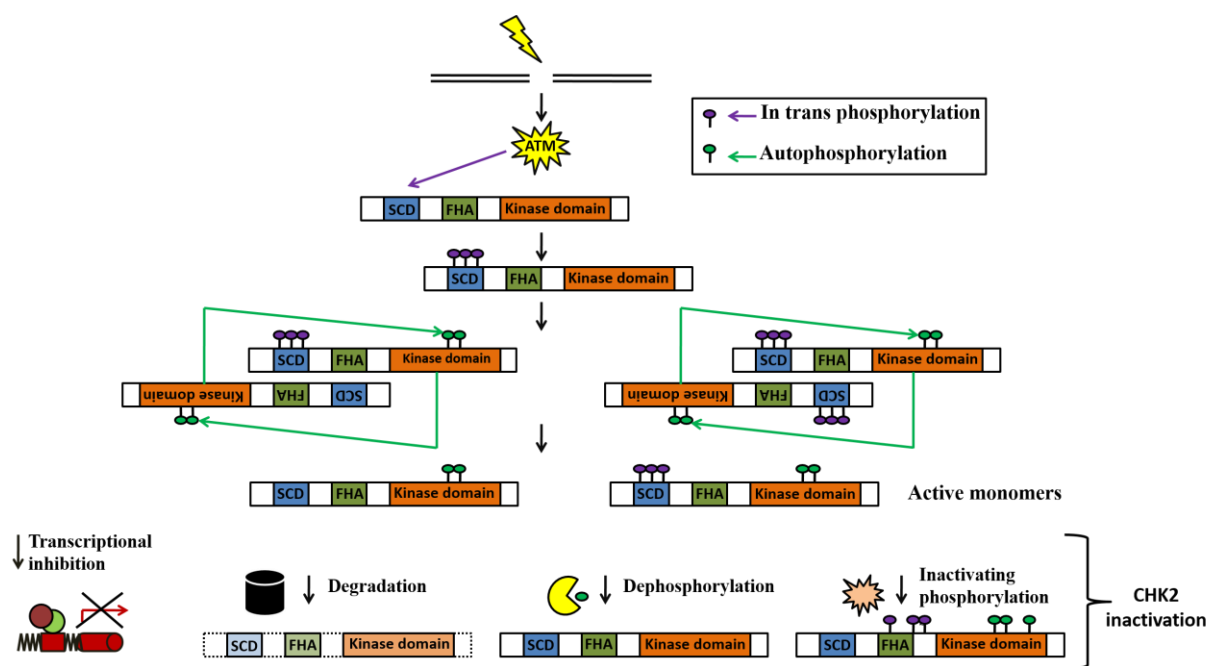 In trans phosphorylation
Autophosphorylation
ATM
SCD FHA Kinase domain
SCD FHA Kinase domain
SCD FHA Kinase domain
SCD FHA Kinase domain
Kinase domain FHA SCD
Kinase domain FHA SCD
SCD FHA Kinase domain
SCD FHA Kinase domain
Active monomers
Transcriptional
inhibition
Degradation
Dephosphorylation
Inactivating
phosphorylation
CHK2
inactivation
SCD FHA Kinase domain
SCD FHA Kinase domain
SCD FHA Kinase domain